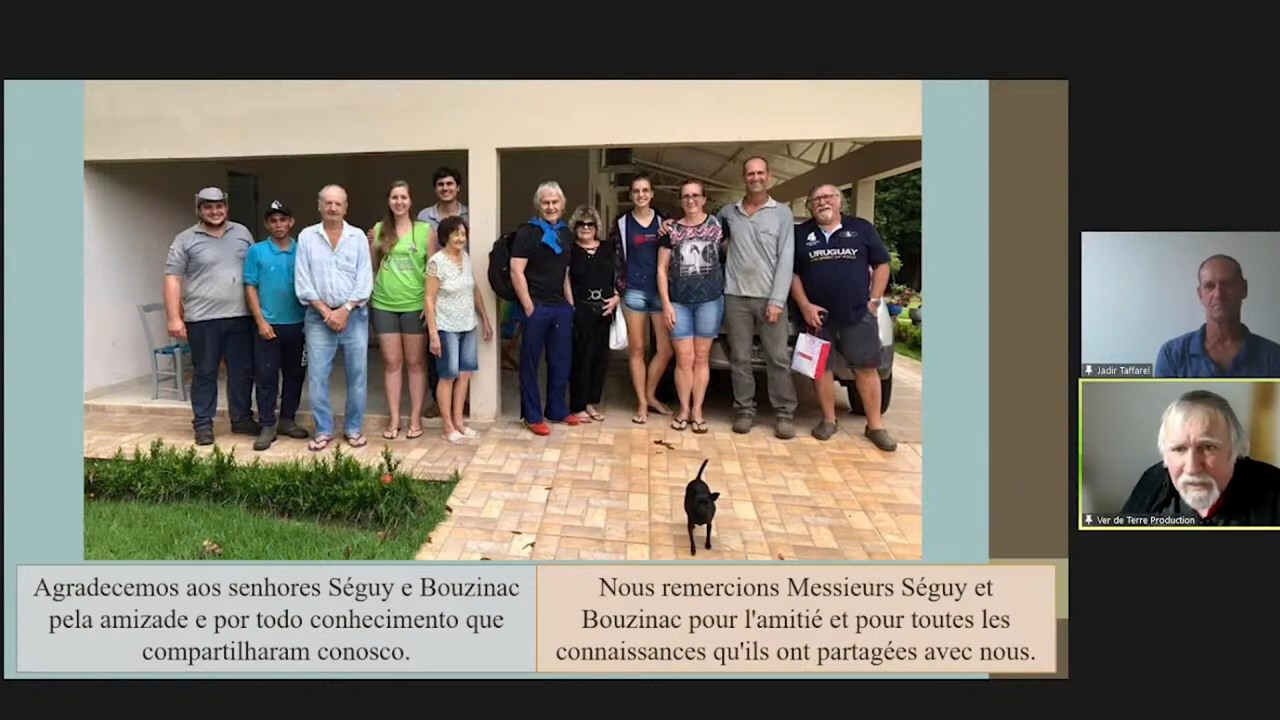 URUGUAY
4
Agradecemos aos senhores Séguy e Bouzinac
pela amizade e por todo conhecimento que
compartilharam conosco.
Nous remercions Messieurs Séguy et
Bouzinac pour l'amitié et pour toutes les
connaissances qu'ils ont partagées avec nous.
Jadir Taffarel
Ver de Terre Production